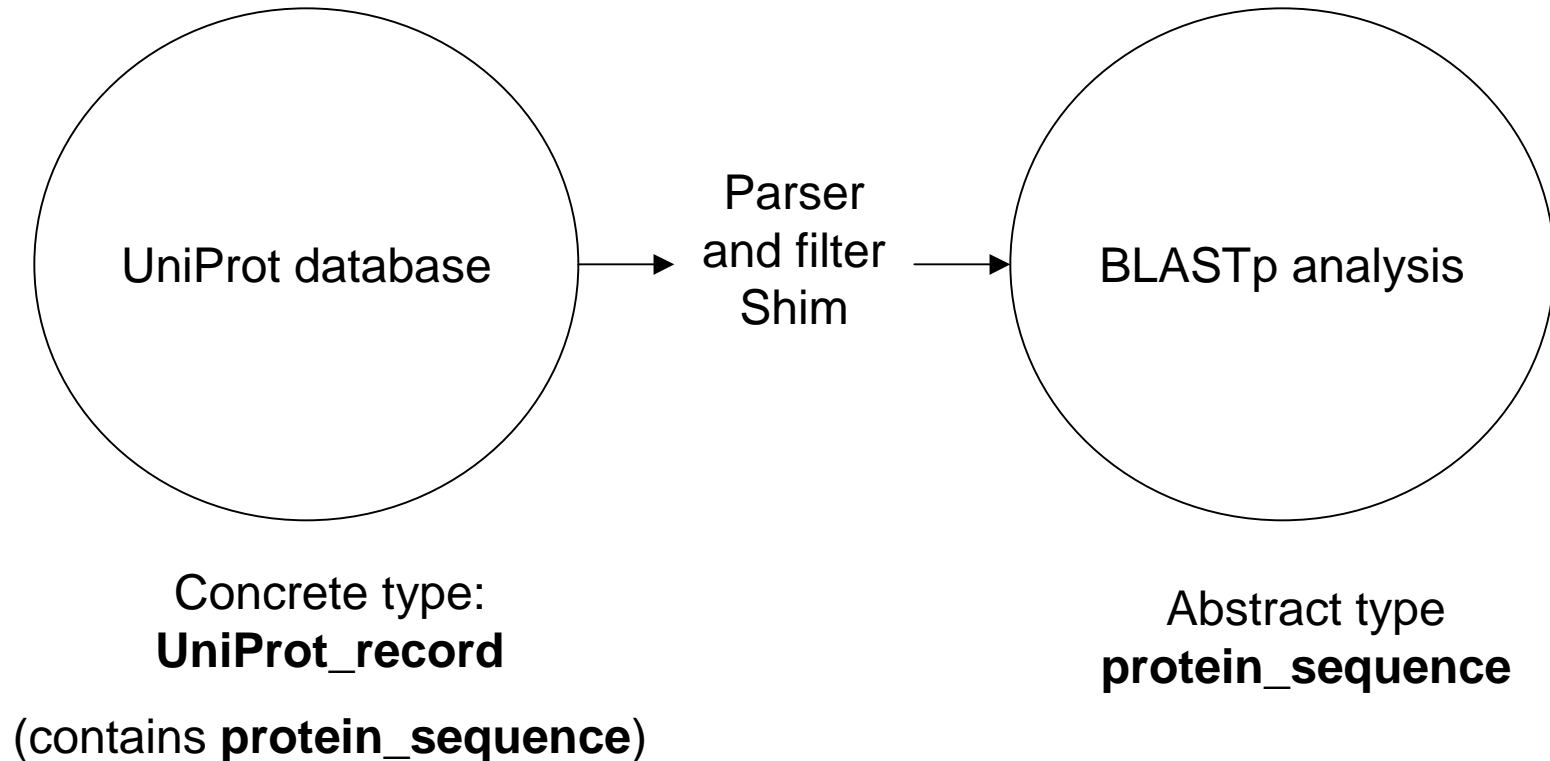 UniProt database
Parser
and filter
Shim
BLASTp analysis
Concrete type:
UniProt_record
(contains protein_sequence)
Abstract type
protein_sequence